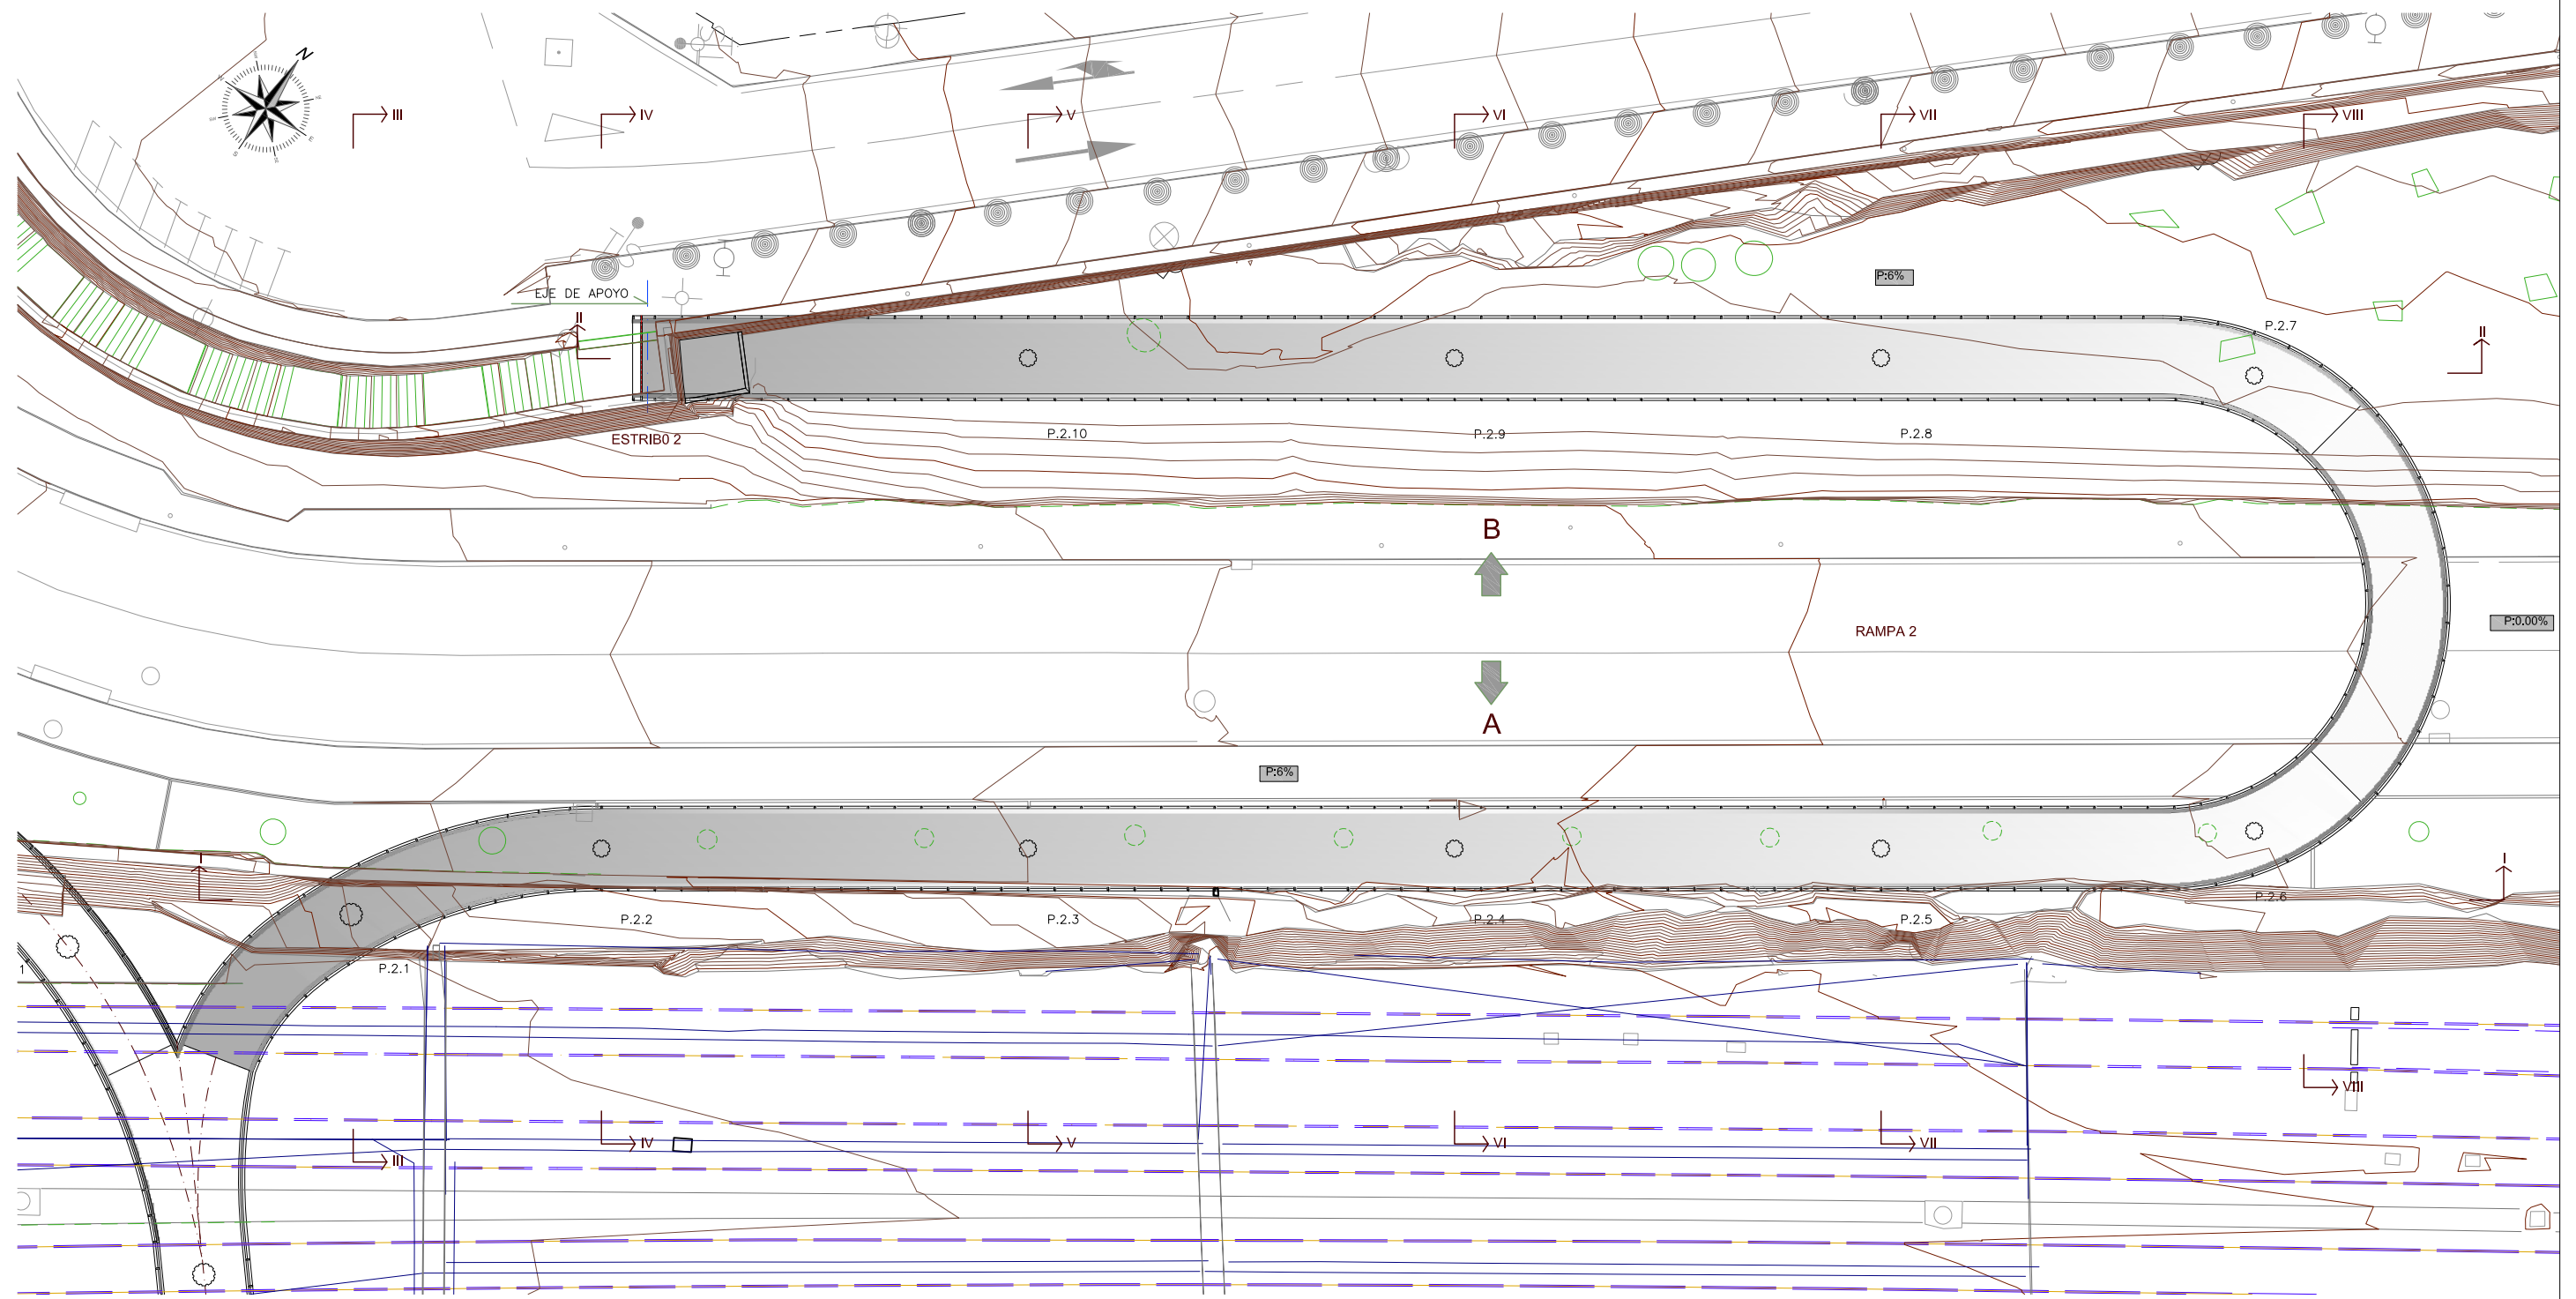 N
III
IV
V
VI
VII
VIII
EJE DE APOYO
II
P:6%
P.2.7
II
ESTRIB0 2
P.2.10
P.2.9
P.2.8
B
RAMPA 2
P:0.00%
A
P:6%
I
I
P.2.2
P.2.3
P.2.4
P.2.5
P.2.6
1
P.2.1
III
IV
V
VI
VII
VIII